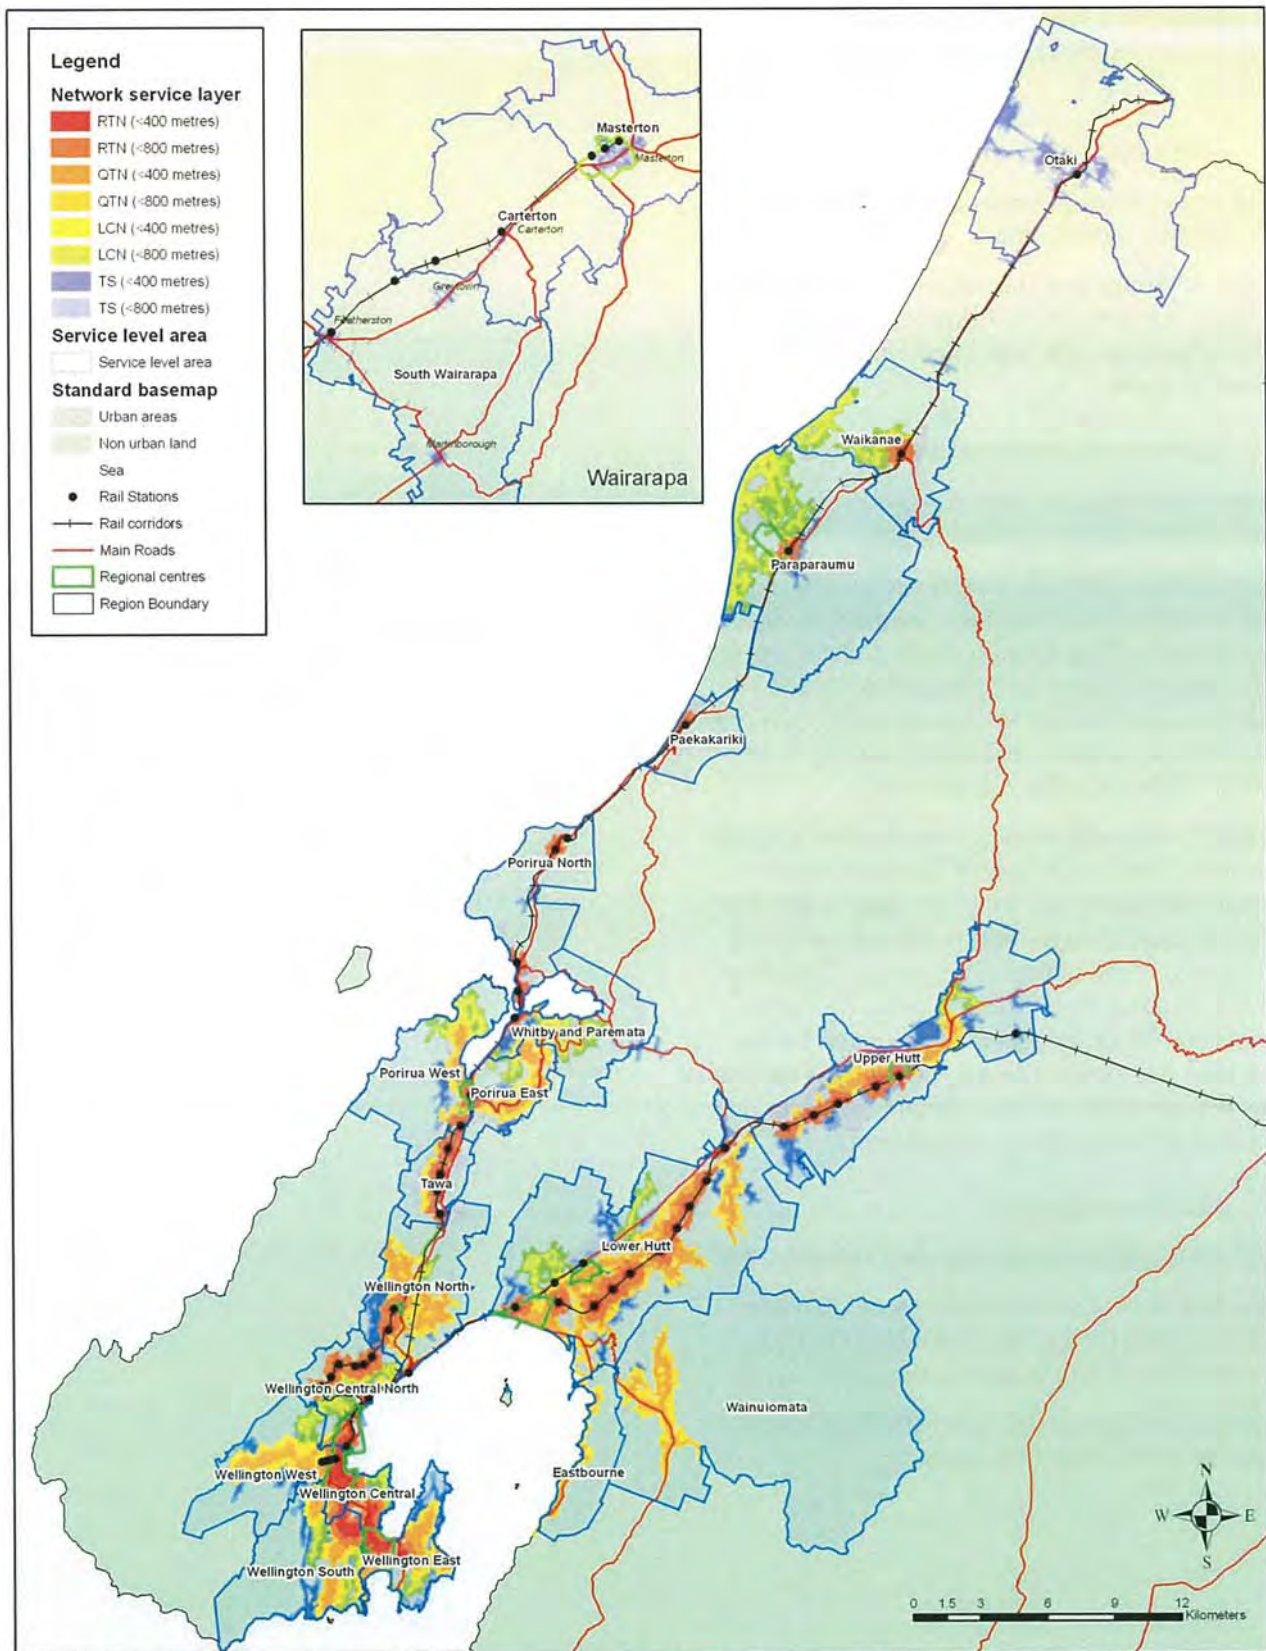 Legend
Network service layer
RTN (<400 metres)
RTN (<800 metres)
QTN (<400 metres)
QTN (<800 metres)
LCN (<400 metres)
LCN (<800 metres)
TS (<400 metres)
TS (<800 metres)
Service level area
Service level area
Standard basemap
Urban areas
Non urban land
Sea
Rail Stations
Rail corridors
Main Roads
Regional centres
Region Boundary
Masterton
Masterton
Carterton
Carterton
Greytown
Featherston
South Wairarapa
Martinborough
Wairarapa
Otaki
Waikanae
Paraparaumu
Paekakariki
Porirua North
Whitby and Paremata
Porirua West
Porirua East
Upper Hutt
Tawa
Lower Hutt
Wellington North
Wellington Central North
Wainuiomata
Wellington West
Eastbourne
Wellington Central
Wellington East
Wellington South
N
W E
S
0 1.5 3 6 9 12
Kilometers